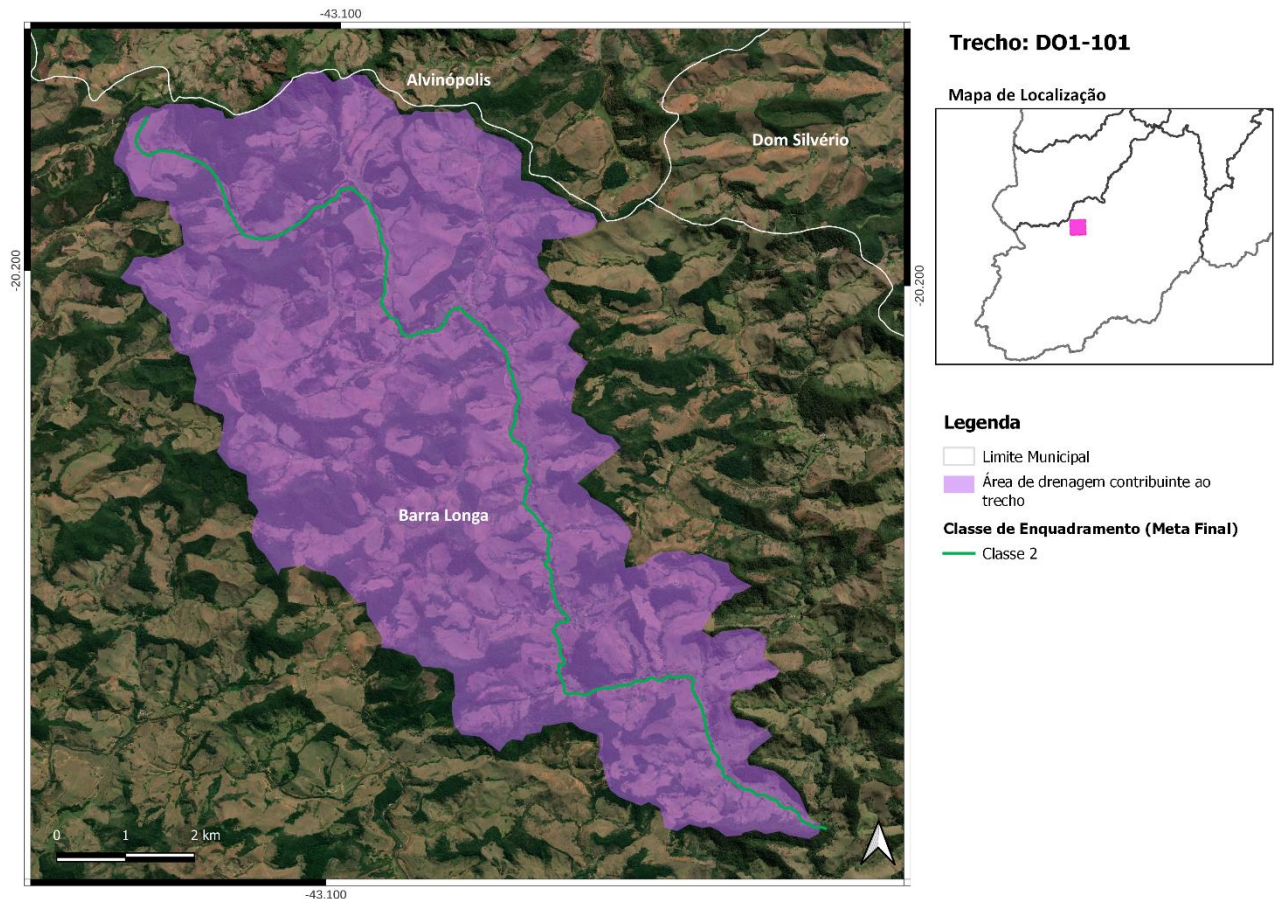 -43.100
Trecho: DO1-101
Mapa de Localização
Alvinópolis
Dom Silvério
-20.200
-20.200
Legenda
Limite Municipal
Área de drenagem contribuinte ao
trecho
Barra Longa
Classe de Enquadramento (Meta Final)
Classe 2
0 1 2 km
-43.100